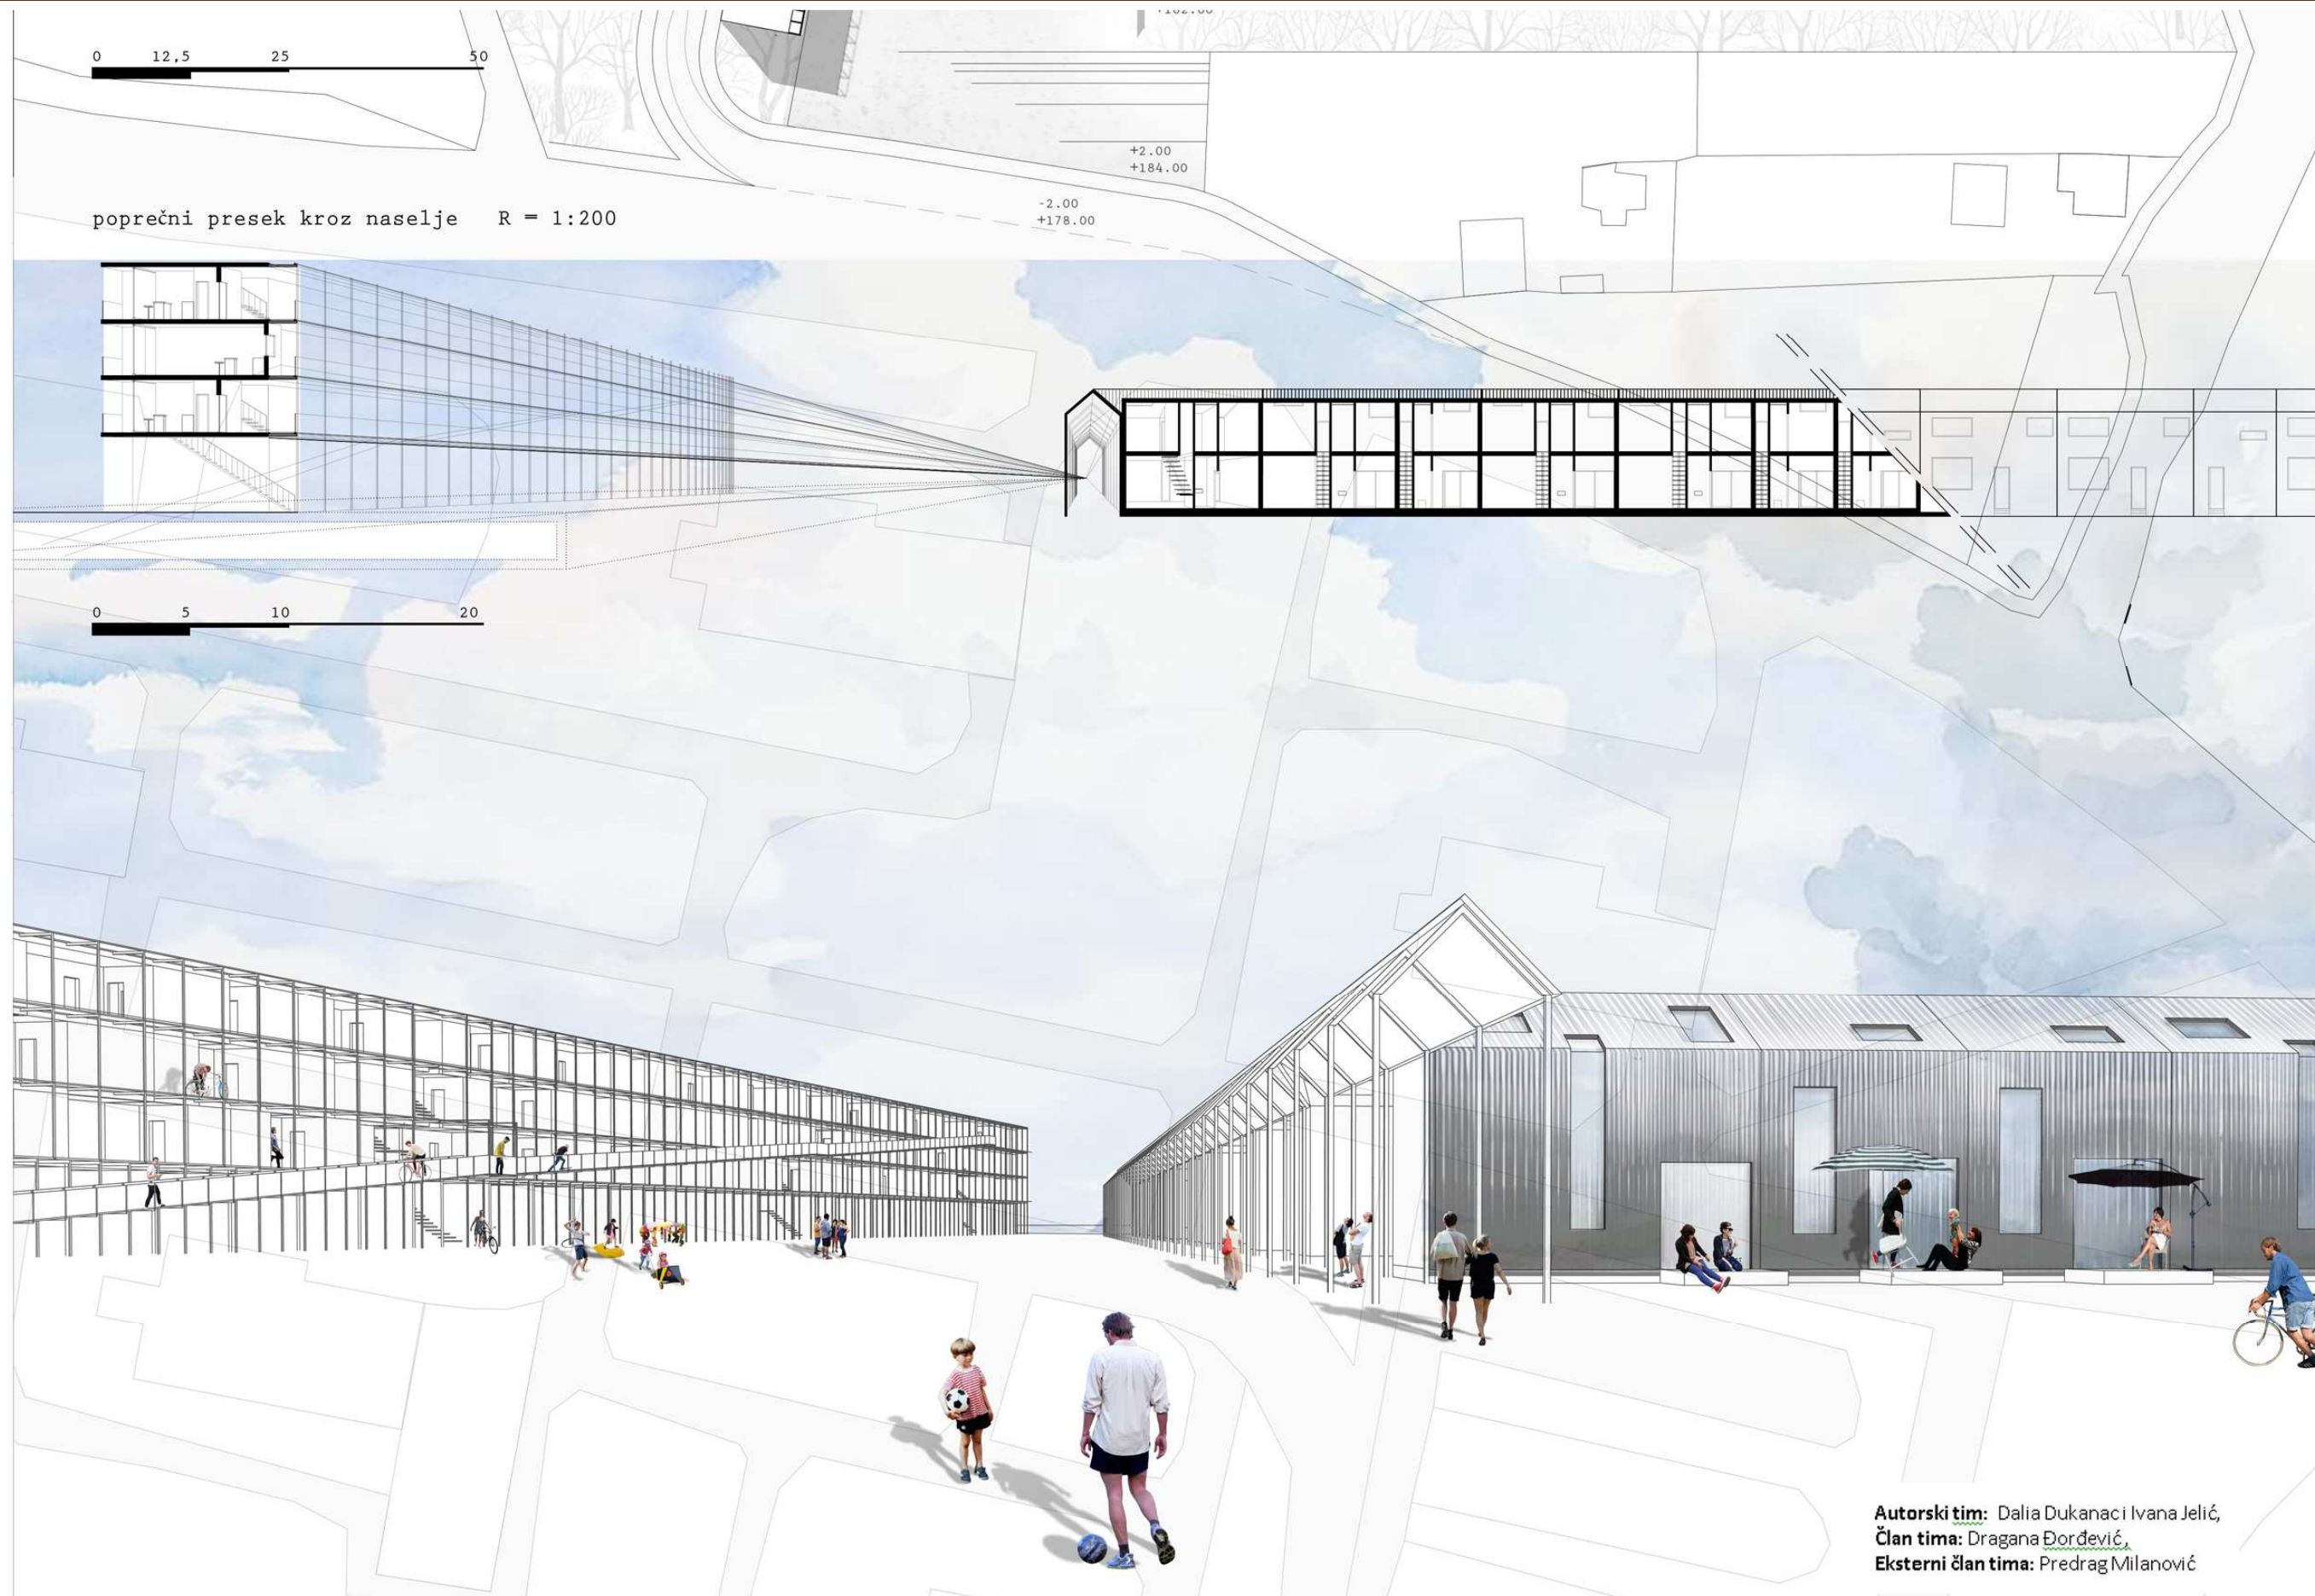 +182.00
0 12,5 25 50
+2.00
+184.00
-2.00
+178.00
poprečni presek kroz naselje R = 1:200
0 5 10 20
Autorski tim: Dalia Dukanac i Ivana Jelić,
Član tima: Dragana Đorđević,
Eksterni član tima: Predrag Milanović